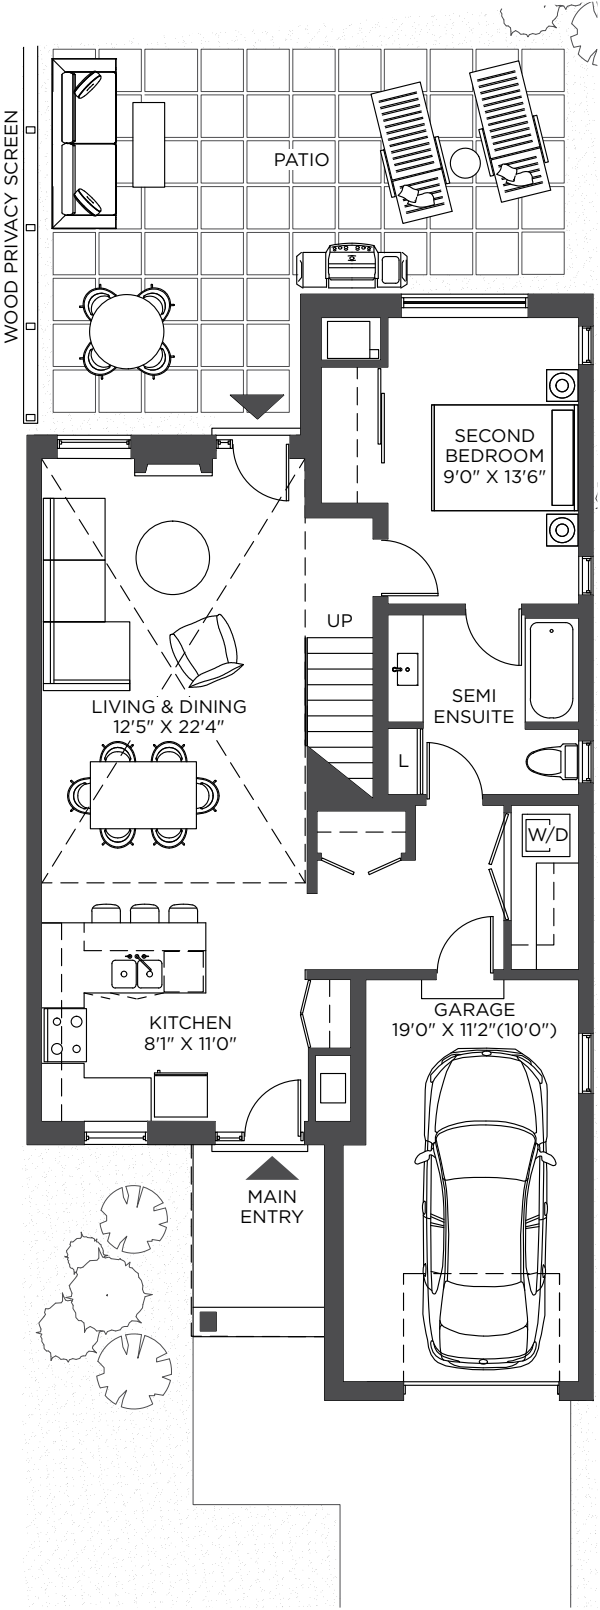 WOOD PRIVACY SCREEN
PATIO
SECOND
BEDROOM
9'0" X 13'6"
UP
LIVING & DINING
12'5" X 22'4"
SEMI
ENSUITE
L
W/D
KITCHEN
8'1" X 11'0"
GARAGE
19'0" X 11'2"(10'0")
MAIN
ENTRY